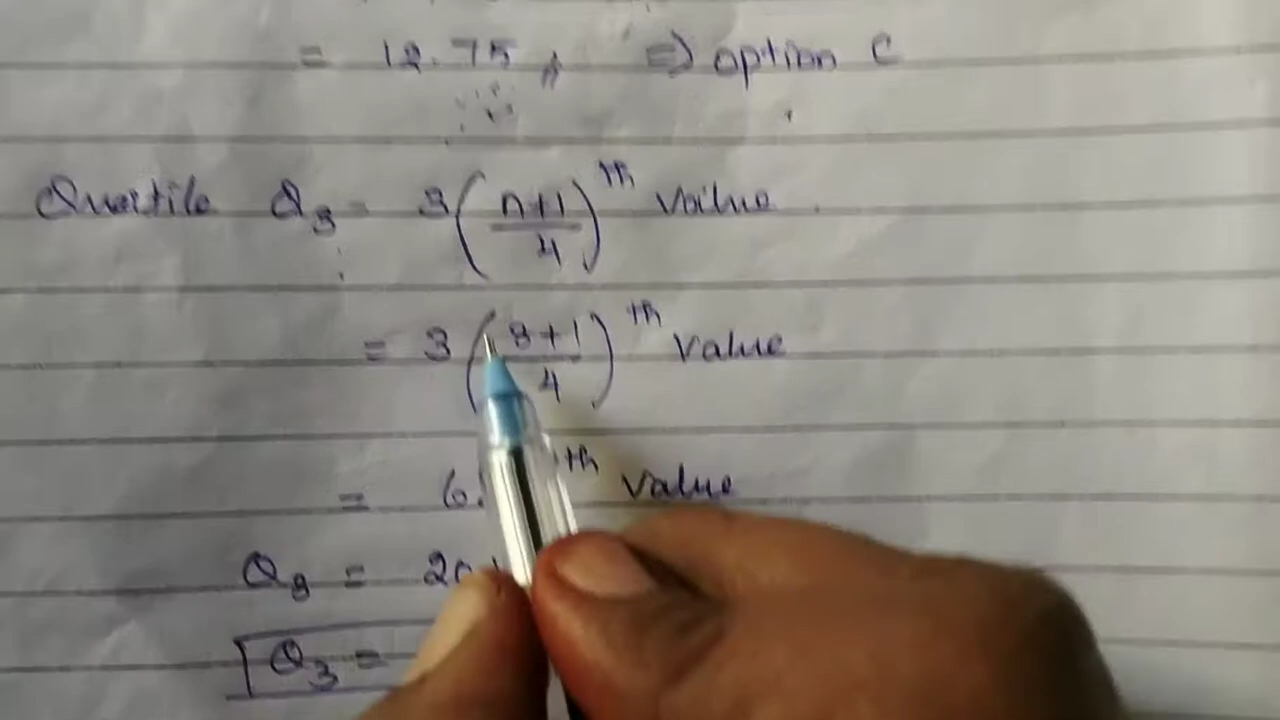 = 12.75 ⇒ option C
Quartile Q3 = 3((n+1)/4)th value
= 3((8+1)/4)th value
= 6. th value
Q3 = 20
Q3 =